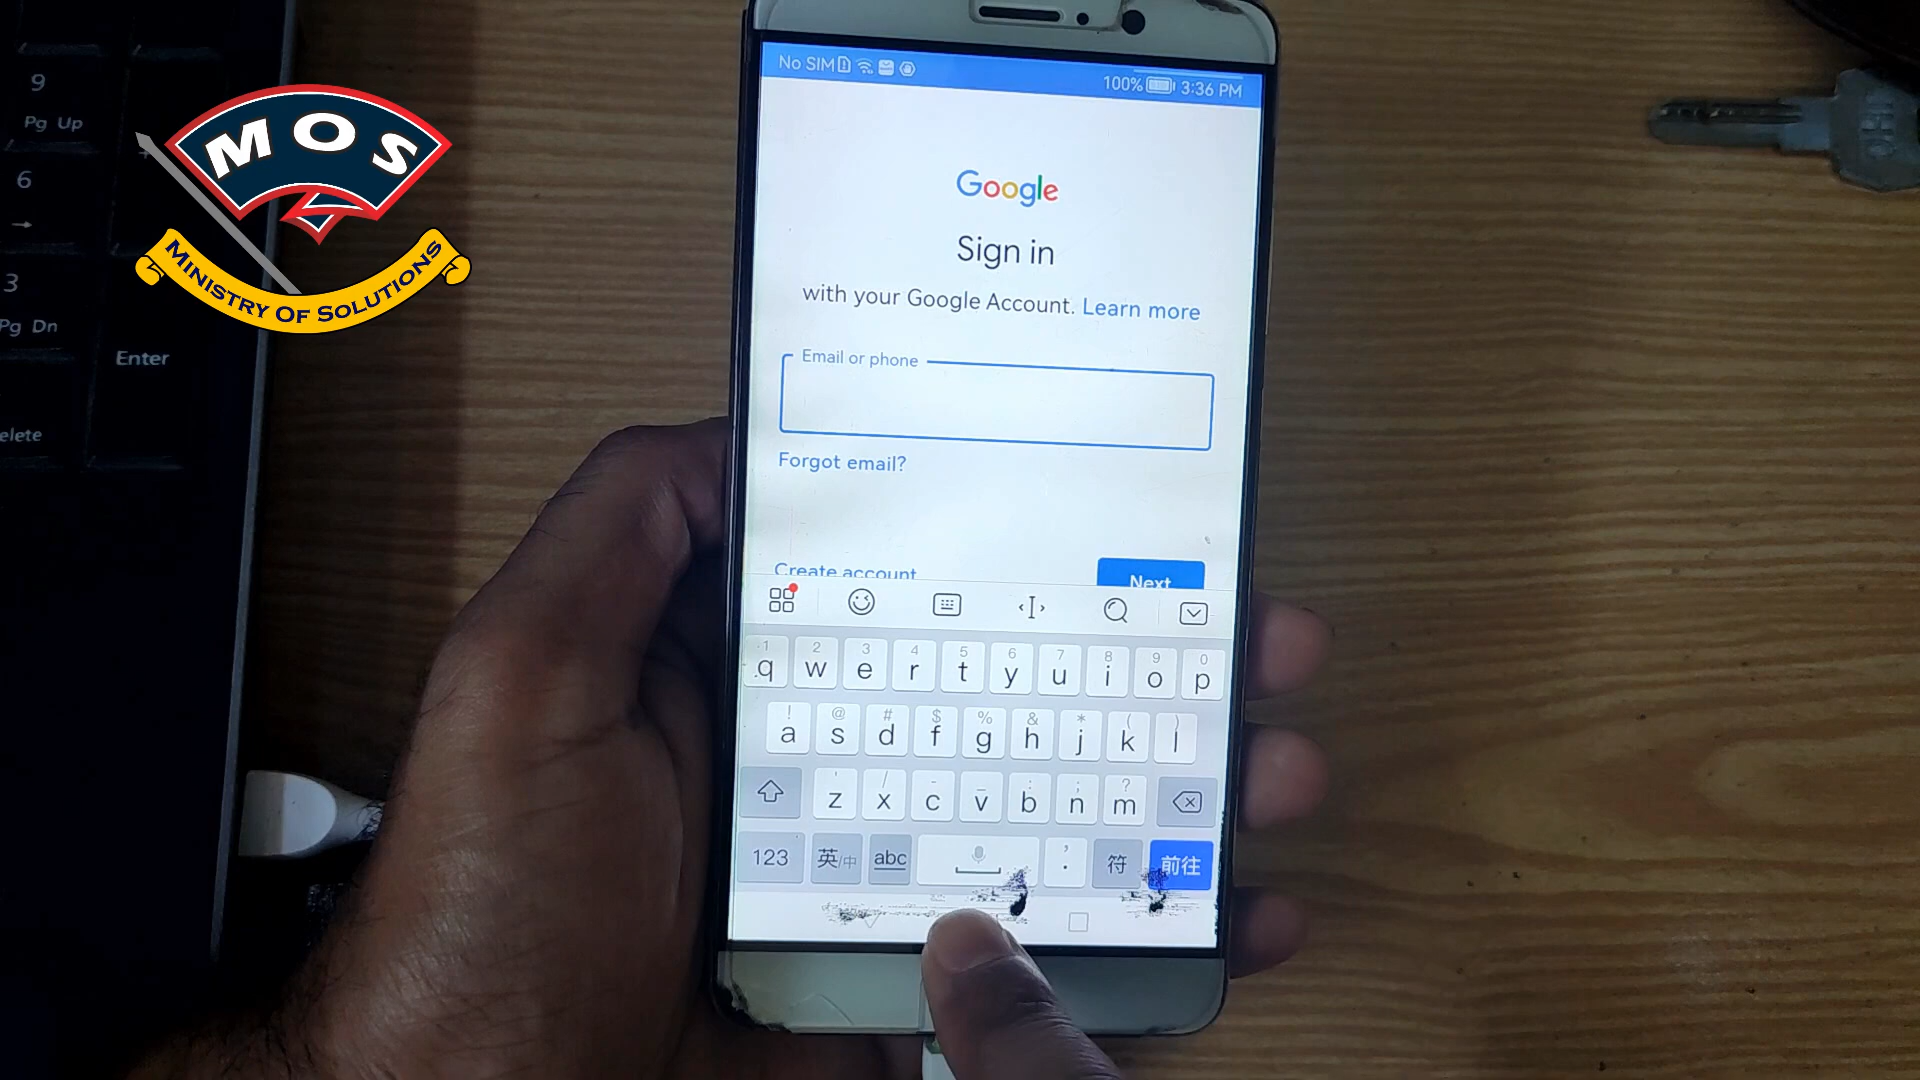 9
Pg Up
6
→
3
Pg Dn
Enter
elete
MOS
MINISTRY OF SOLUTIONS
No SIM
100% 3:36 PM
Google
Sign in
with your Google Account. Learn more
Email or phone
Forgot email?
Create account
Next
1 2 3 4 5 6 7 8 9 0
q w e r t y u i o p
! @ # $ % & * ( )
a s d f g h j k l
' / - _ : ; ?
z x c v b n m
123 英/中 abc , . 符 前往